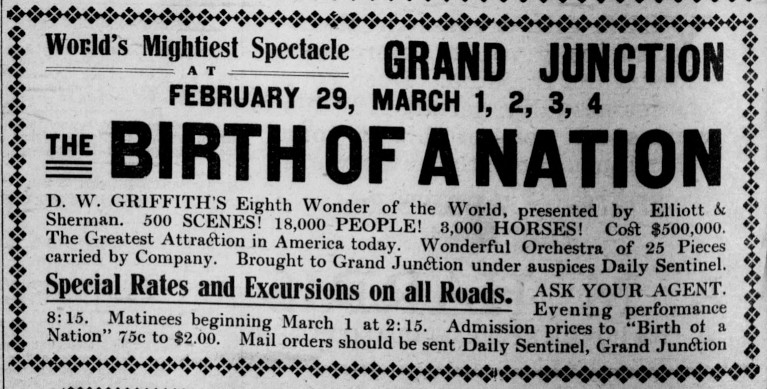 World's Mightiest Spectacle
AT
GRAND JUNCTION
FEBRUARY 29, MARCH 1, 2, 3, 4
THE BIRTH OF A NATION
D. W. GRIFFITH'S Eighth Wonder of the World, presented by Elliott &
Sherman. 500 SCENES! 18,000 PEOPLE! 3,000 HORSES! Cost $500,000.
The Greatest Attraction in America today. Wonderful Orchestra of 25 Pieces
carried by Company. Brought to Grand Junction under auspices Daily Sentinel.
Special Rates and Excursions on all Roads. ASK YOUR AGENT.
Evening performance
8:15. Matinees beginning March 1 at 2:15. Admission prices to "Birth of a
Nation" 75c to $2.00. Mail orders should be sent Daily Sentinel, Grand Junction